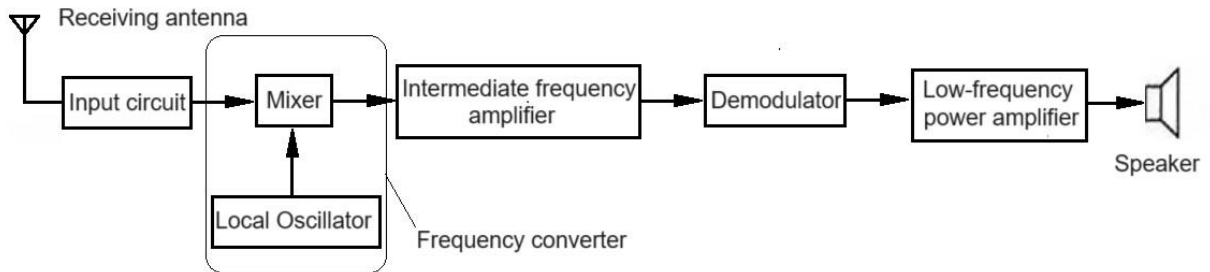 Receiving antenna
Input circuit
Mixer
Intermediate frequency
amplifier
Demodulator
Low-frequency
power amplifier
Speaker
Local Oscillator
Frequency converter